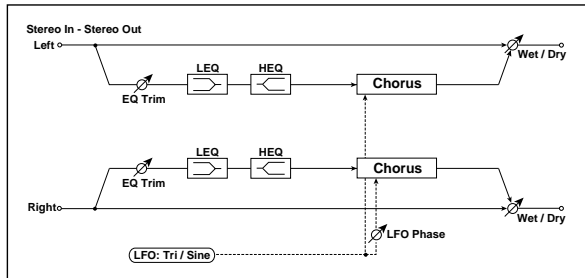 Stereo In - Stereo Out
Left
Wet / Dry
LEQ
HEQ
EQ Trim
Chorus
LEQ
HEQ
EQ Trim
Chorus
Right
Wet / Dry
LFO Phase
LFO: Tri / Sine